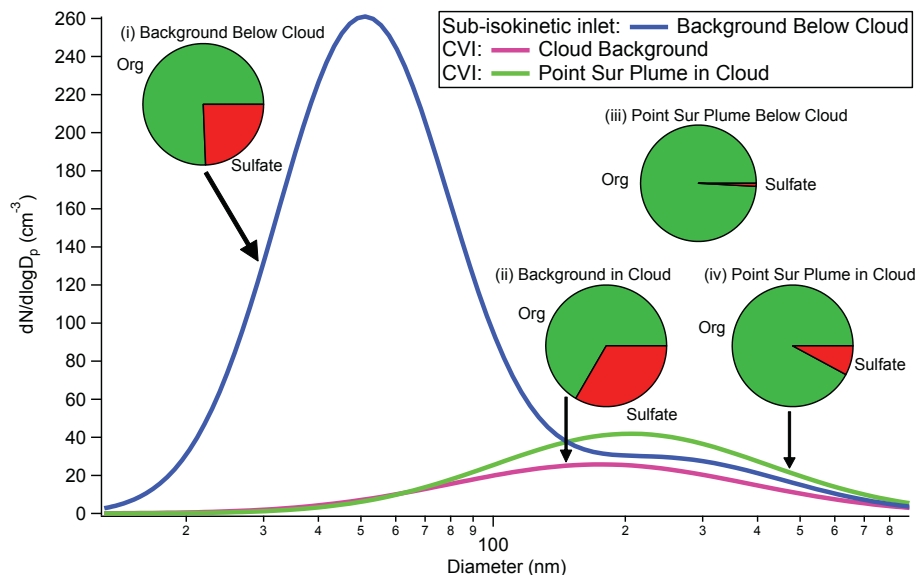 Sub-isokinetic inlet: Background Below Cloud
CVI: Cloud Background
CVI: Point Sur Plume in Cloud
(i) Background Below Cloud
Org
Sulfate
(iii) Point Sur Plume Below Cloud
Org
Sulfate
(ii) Background in Cloud
Org
Sulfate
(iv) Point Sur Plume in Cloud
Org
Sulfate
dN/dlogDp (cm-3)
260
240
220
200
180
160
140
120
100
80
60
40
20
0
2 3 4 5 6 7 8 9 100 2 3 4 5 6 7 8
Diameter (nm)